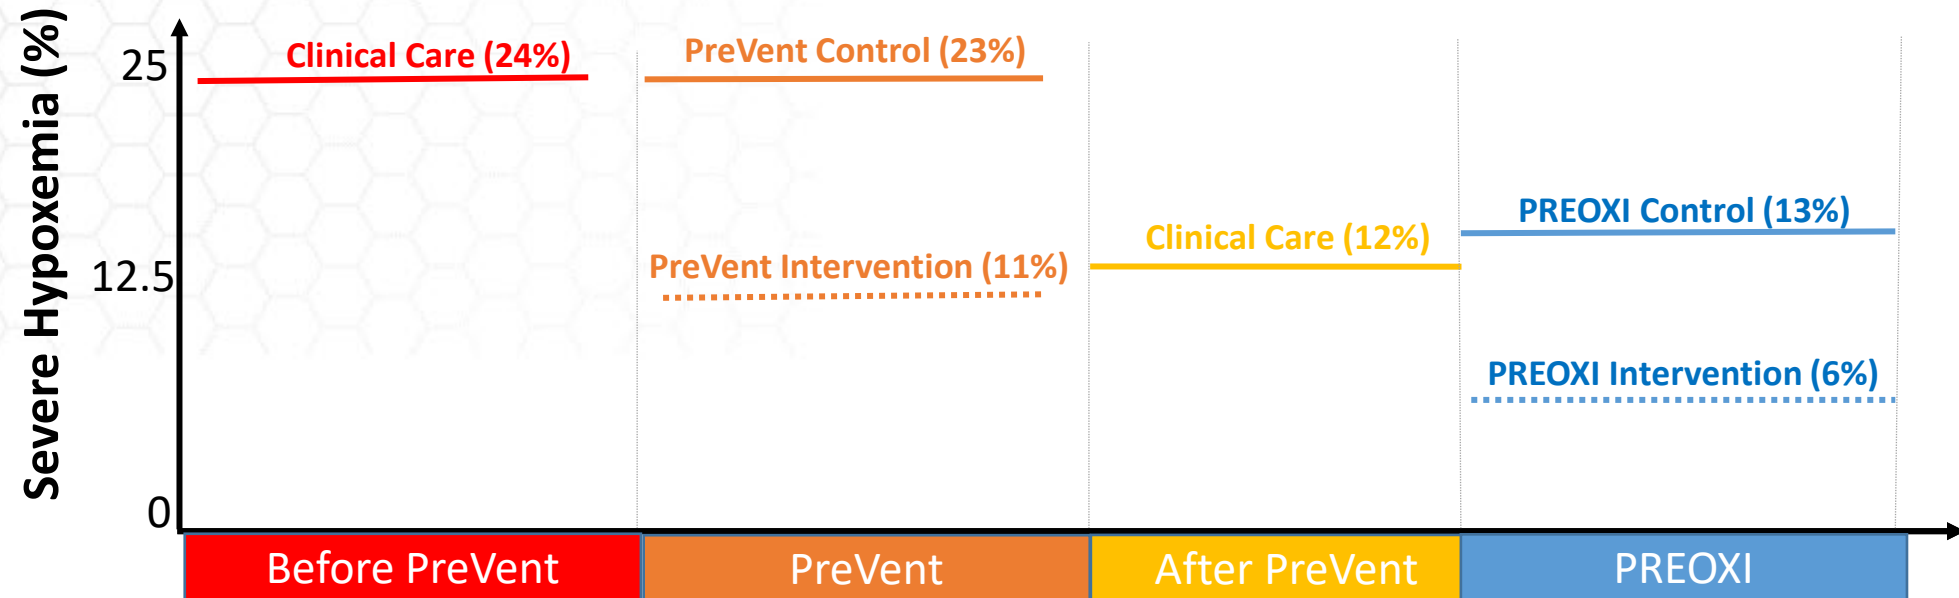 Severe Hypoxemia (%)
25
12.5
0
Clinical Care (24%)
PreVent Control (23%)
PreVent Intervention (11%)
Clinical Care (12%)
PREOXI Control (13%)
PREOXI Intervention (6%)
Before PreVent
PreVent
After PreVent
PREOXI